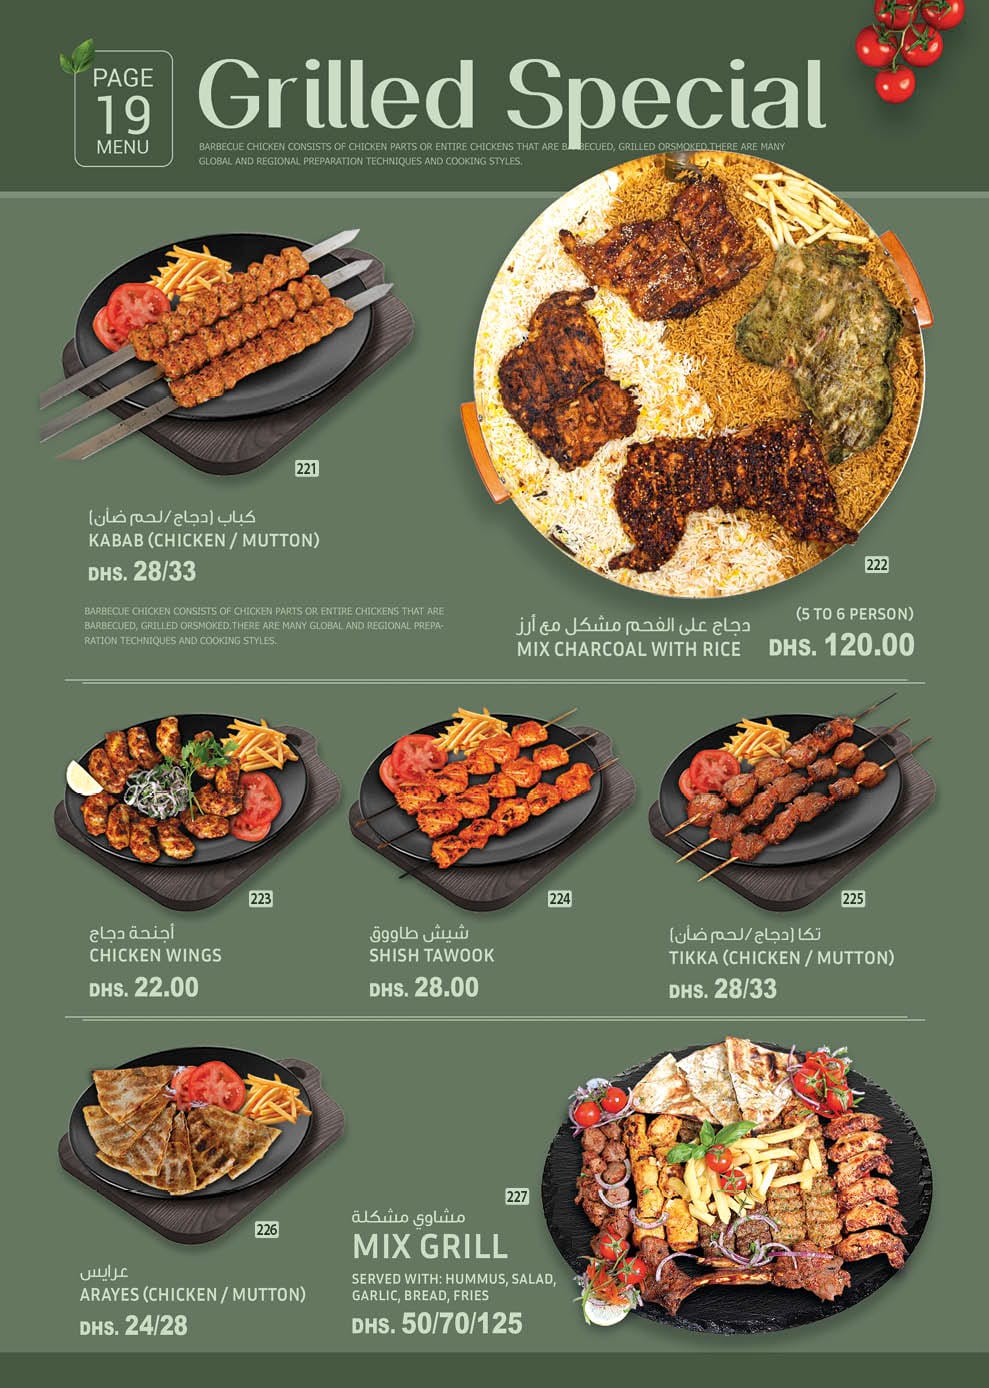 PAGE
19
MENU
Grilled Special
BARBECUE CHICKEN CONSISTS OF CHICKEN PARTS OR ENTIRE CHICKENS THAT ARE BARBECUED, GRILLED ORSMOKED.THERE ARE MANY
GLOBAL AND REGIONAL PREPARATION TECHNIQUES AND COOKING STYLES.
221
كباب (دجاج/لحم ضأن)
KABAB (CHICKEN / MUTTON)
DHS. 28/33
BARBECUE CHICKEN CONSISTS OF CHICKEN PARTS OR ENTIRE CHICKENS THAT ARE
BARBECUED, GRILLED ORSMOKED.THERE ARE MANY GLOBAL AND REGIONAL PREPA-
RATION TECHNIQUES AND COOKING STYLES.
222
دجاج على الفحم مشكل مع أرز
MIX CHARCOAL WITH RICE
(5 TO 6 PERSON)
DHS. 120.00
223
أجنحة دجاج
CHICKEN WINGS
DHS. 22.00
224
شيش طاووق
SHISH TAWOOK
DHS. 28.00
225
تكا (دجاج/لحم ضأن)
TIKKA (CHICKEN / MUTTON)
DHS. 28/33
226
عرايس
ARAYES (CHICKEN / MUTTON)
DHS. 24/28
227
مشاوي مشكلة
MIX GRILL
SERVED WITH: HUMMUS, SALAD,
GARLIC, BREAD, FRIES
DHS. 50/70/125